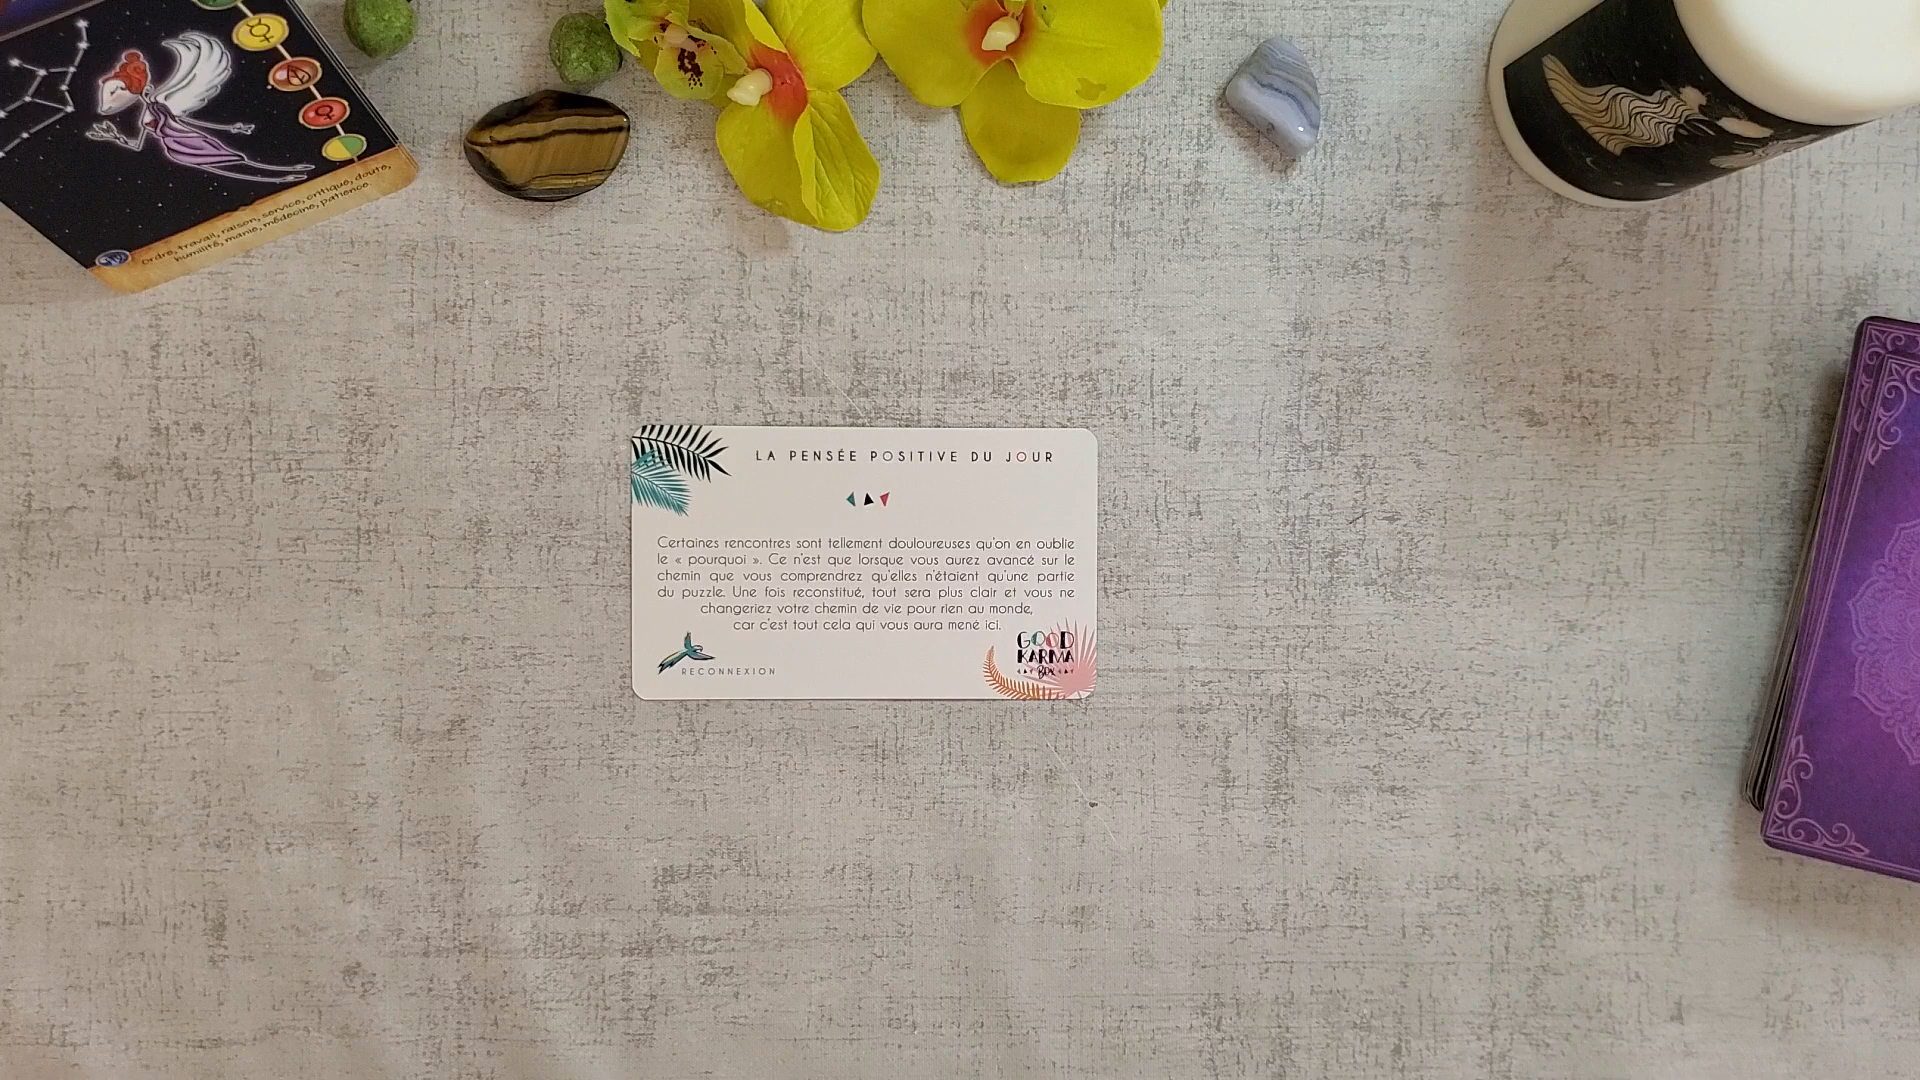 Ordre, travail, raison, service, critique, doute,
humilité, manie, médecine, patience.
LA PENSÉE POSITIVE DU JOUR
Certaines rencontres sont tellement douloureuses qu'on en oublie
le « pourquoi ». Ce n'est que lorsque vous aurez avancé sur le
chemin que vous comprendrez qu'elles n'étaient qu'une partie
du puzzle. Une fois reconstitué, tout sera plus clair et vous ne
changeriez votre chemin de vie pour rien au monde,
car c'est tout cela qui vous aura mené ici.
RECONNEXION
GOOD
KARMA
Box